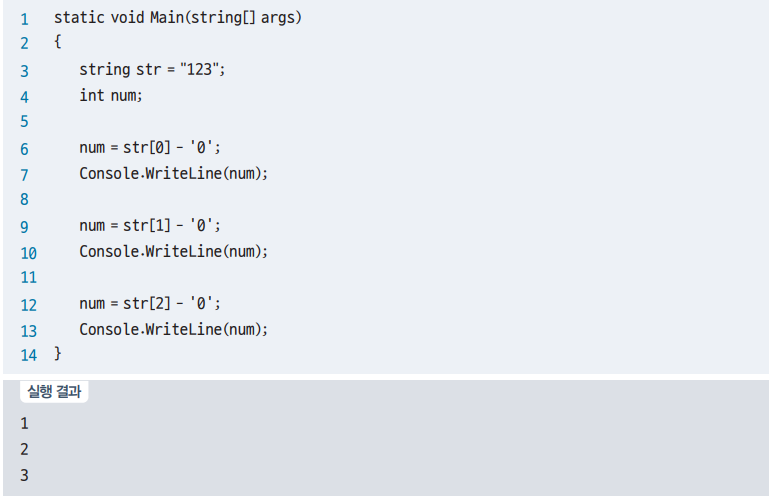 1 static void Main(string[] args)
2 {
3 string str = "123";
4 int num;
5
6 num = str[0] - '0';
7 Console.WriteLine(num);
8
9 num = str[1] - '0';
10 Console.WriteLine(num);
11
12 num = str[2] - '0';
13 Console.WriteLine(num);
14 }
실행 결과
1
2
3